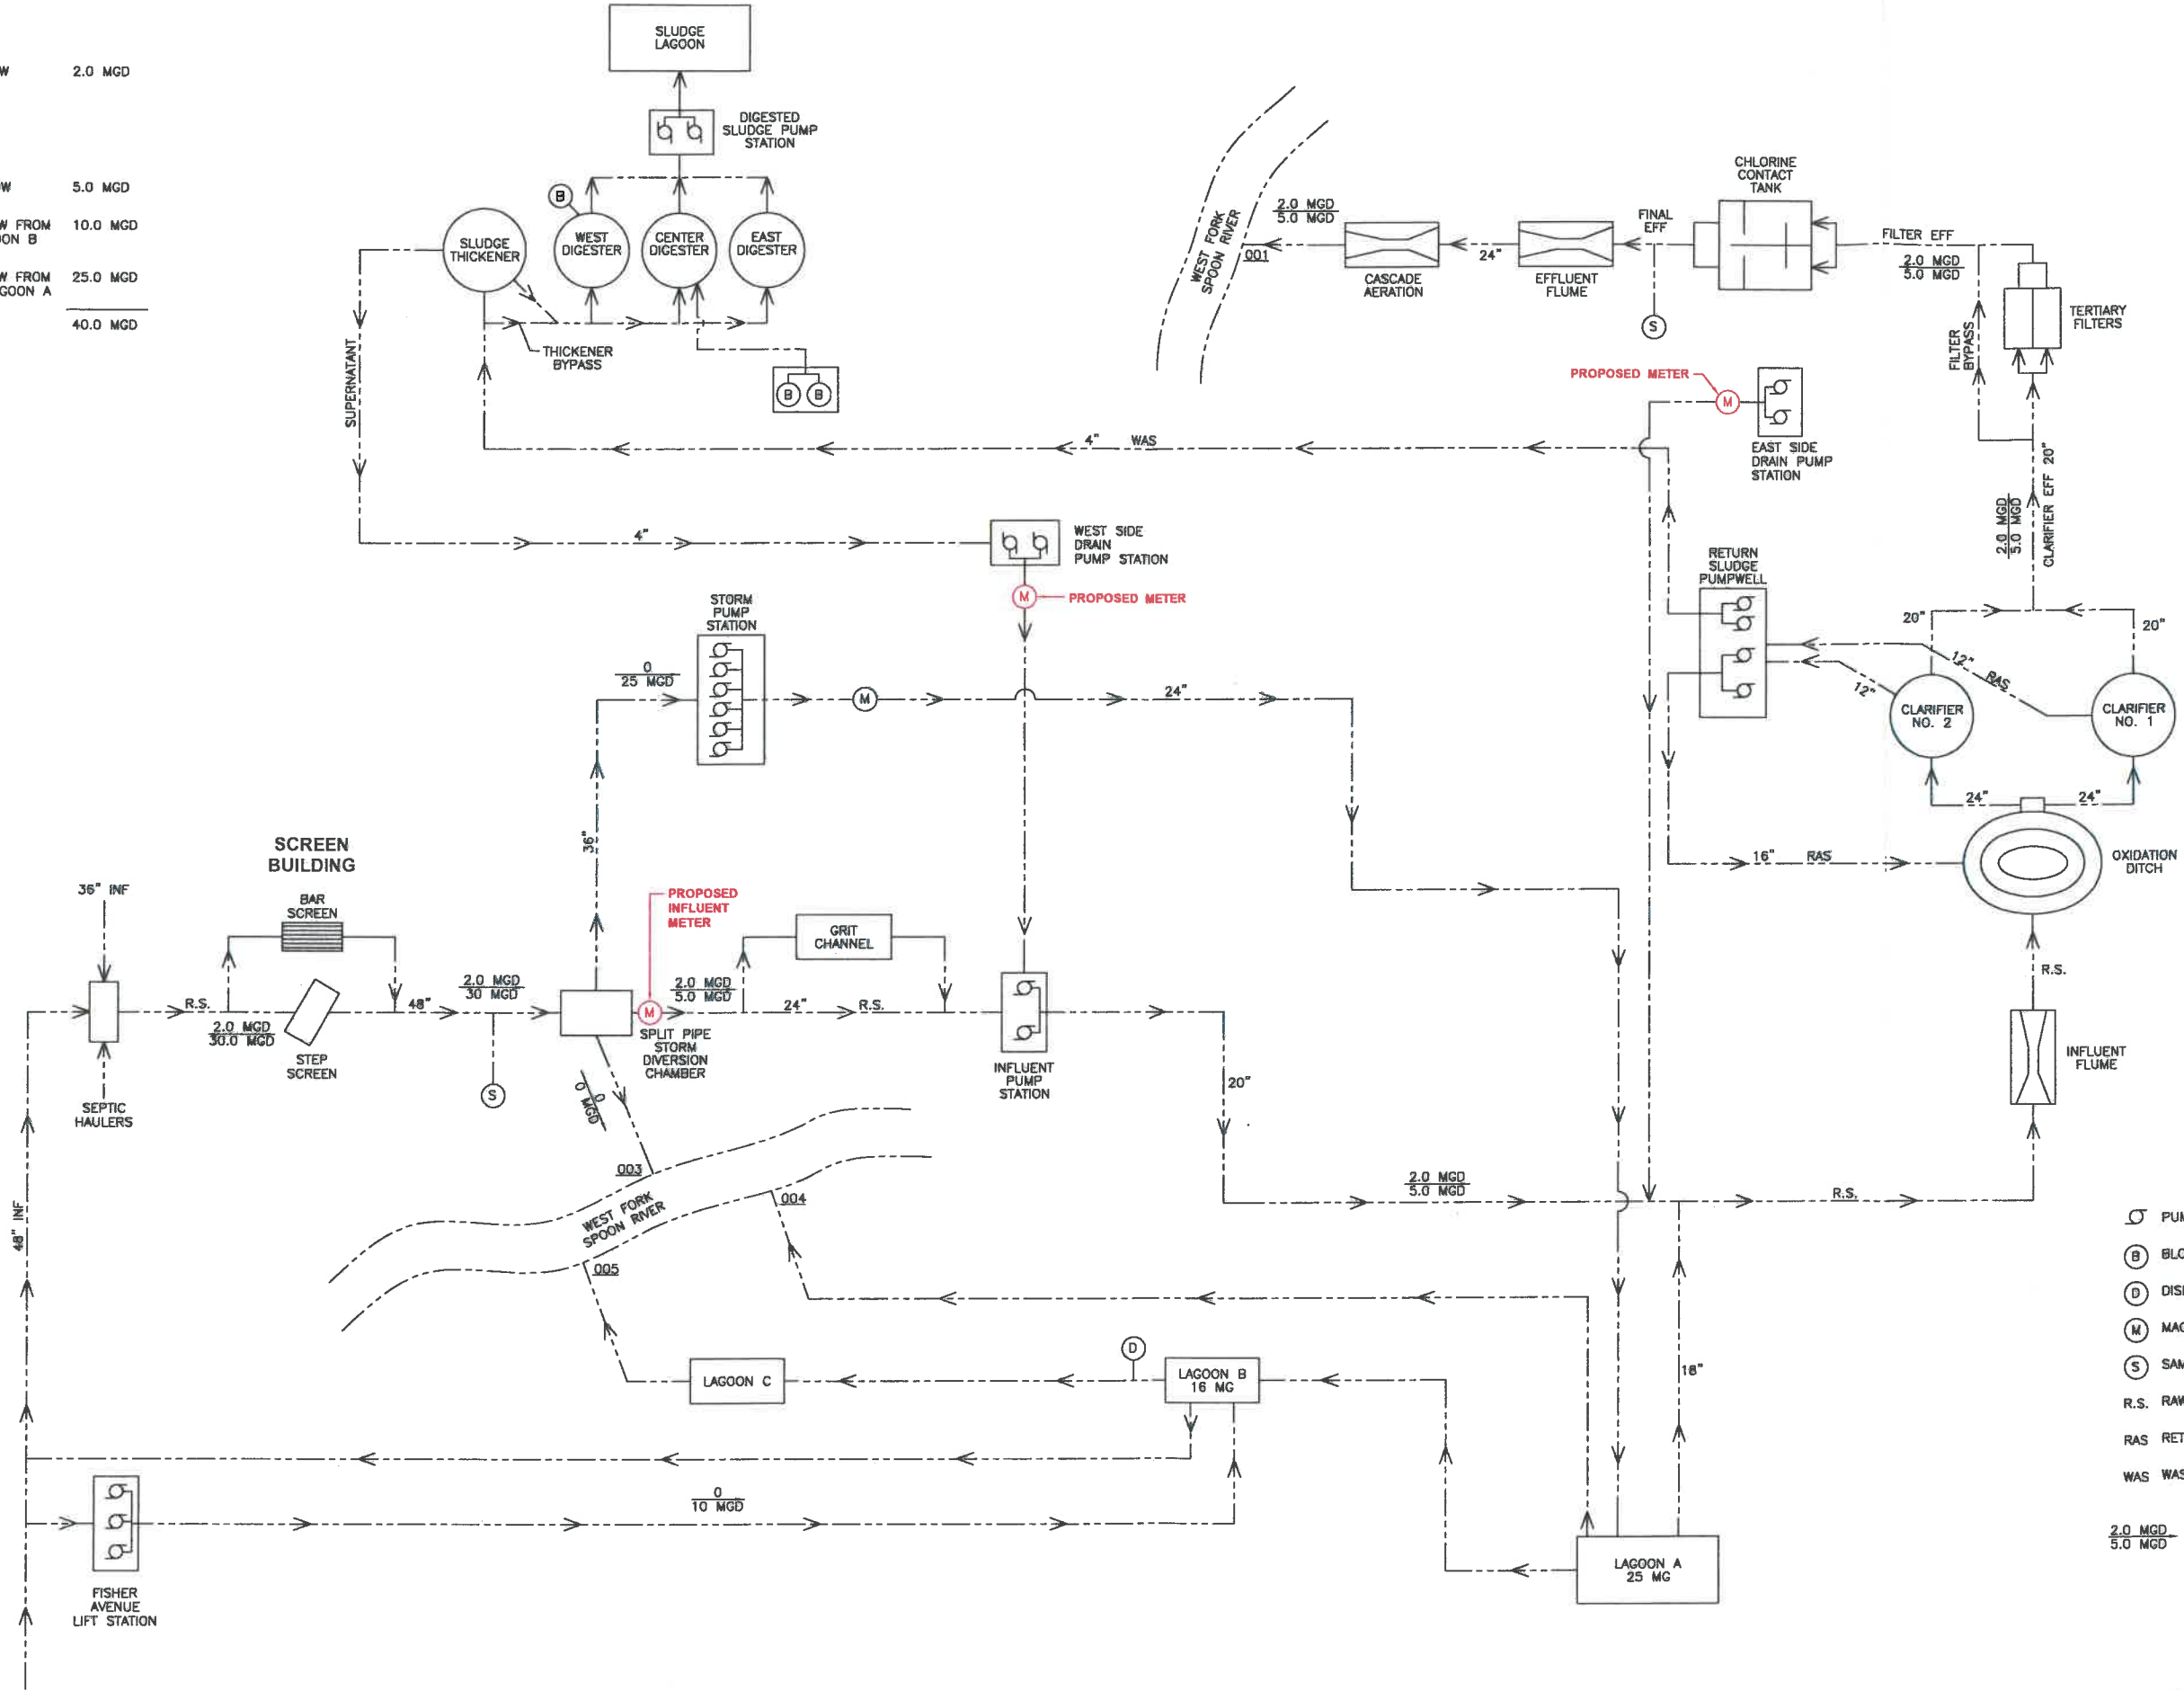 W 2.0 MGD
W 5.0 MGD
W FROM 10.0 MGD
ON B
W FROM 25.0 MGD
GOON A
40.0 MGD
SLUDGE
LAGOON
DIGESTED
SLUDGE PUMP
STATION
B
SLUDGE
THICKENER
WEST
DIGESTER
CENTER
DIGESTER
EAST
DIGESTER
THICKENER
BYPASS
B B
SUPERNATANT
WEST FORK
SPOON RIVER
2.0 MGD
5.0 MGD
001
CASCADE
AERATION
24"
EFFLUENT
FLUME
FINAL
EFF
S
CHLORINE
CONTACT
TANK
FILTER EFF
2.0 MGD
5.0 MGD
TERTIARY
FILTERS
FILTER
BYPASS
PROPOSED METER
M
EAST SIDE
DRAIN PUMP
STATION
4" WAS
CLARIFIER EFF 20"
2.0 MGD
5.0 MGD
4"
WEST SIDE
DRAIN
PUMP STATION
M
PROPOSED METER
RETURN
SLUDGE
PUMPWELL
20"
20"
12"
RAS
12"
CLARIFIER
NO. 2
CLARIFIER
NO. 1
24"
24"
STORM
PUMP
STATION
0
25 MGD
M
24"
36"
16" RAS
OXIDATION
DITCH
R.S.
INFLUENT
FLUME
SCREEN
BUILDING
36" INF
BAR
SCREEN
R.S.
2.0 MGD
30.0 MGD
STEP
SCREEN
48"
2.0 MGD
30 MGD
S
SEPTIC
HAULERS
PROPOSED
INFLUENT
METER
M
2.0 MGD
5.0 MGD
SPLIT PIPE
STORM
DIVERSION
CHAMBER
GRIT
CHANNEL
24" R.S.
INFLUENT
PUMP
STATION
20"
0
0 MGD
003
WEST FORK
SPOON RIVER
004
005
2.0 MGD
5.0 MGD
R.S.
48" INF
LAGOON C
D
LAGOON B
16 MG
18"
0
10 MGD
LAGOON A
25 MG
FISHER
AVENUE
LIFT STATION
PUM
B BLO
D DIS
M MAG
S SAM
R.S. RAW
RAS RET
WAS WAS
2.0 MGD
5.0 MGD